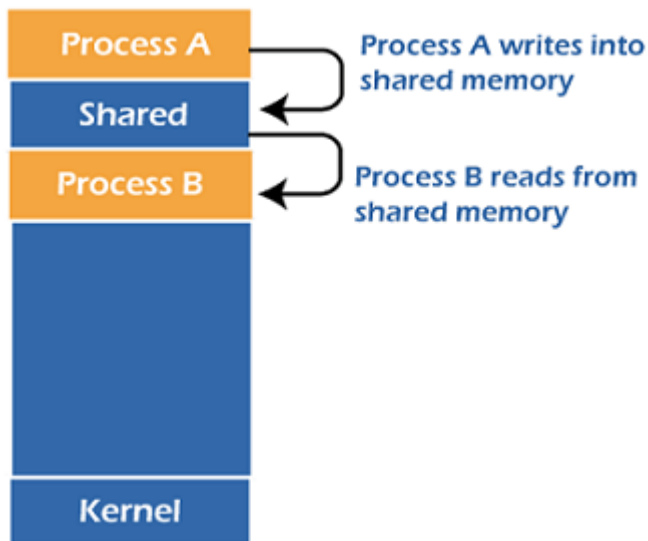 Process A
Process A writes into
shared memory
Shared
Process B
Process B reads from
shared memory
Kernel